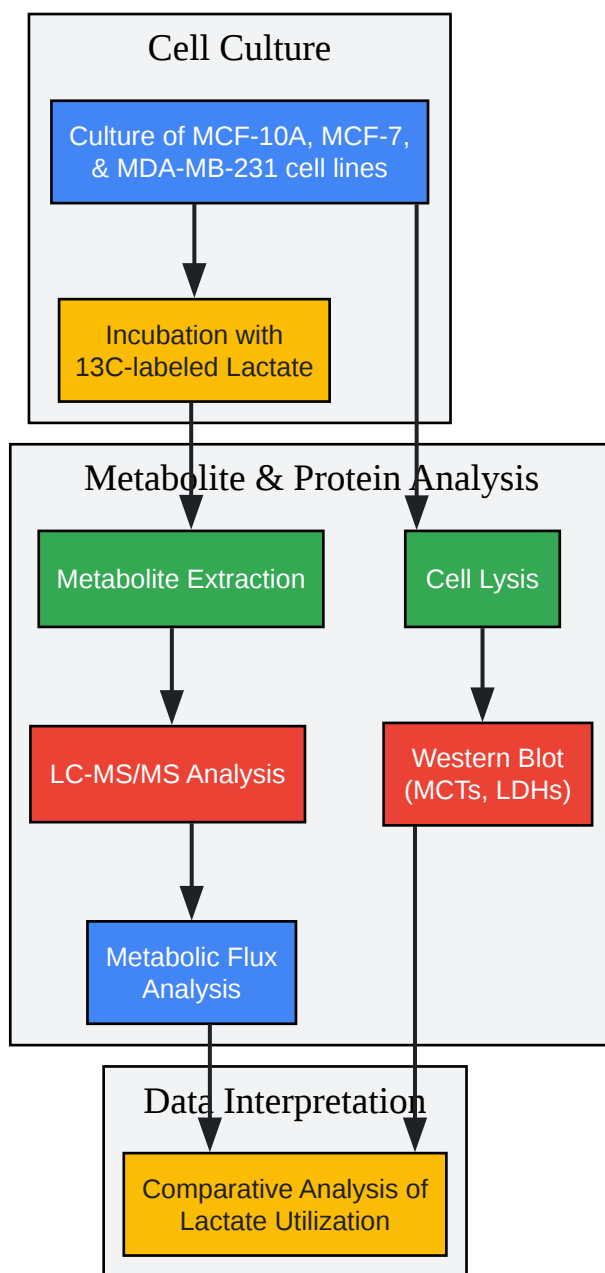 Cell Culture
Culture of MCF-10A, MCF-7,
& MDA-MB-231 cell lines
Incubation with
13C-labeled Lactate
Metabolite & Protein Analysis
Metabolite Extraction
Cell Lysis
LC-MS/MS Analysis
Western Blot
(MCTs, LDHs)
Metabolic Flux
Analysis
Data Interpretation
Comparative Analysis of
Lactate Utilization